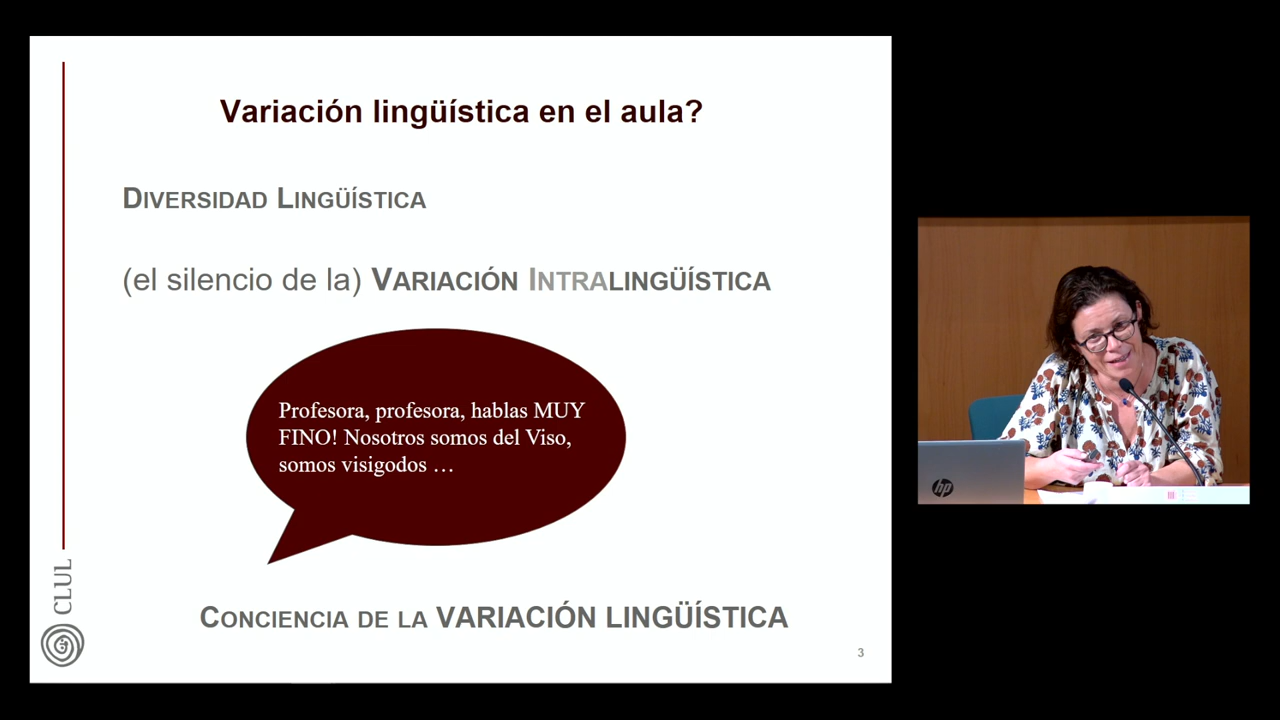 Variación lingüística en el aula?
DIVERSIDAD LINGÜÍSTICA
(el silencio de la) VARIACIÓN INTRALINGÜÍSTICA
Profesora, profesora, hablas MUY
FINO! Nosotros somos del Viso,
somos visigodos …
CONCIENCIA DE LA VARIACIÓN LINGÜÍSTICA
CLUL
3
hp